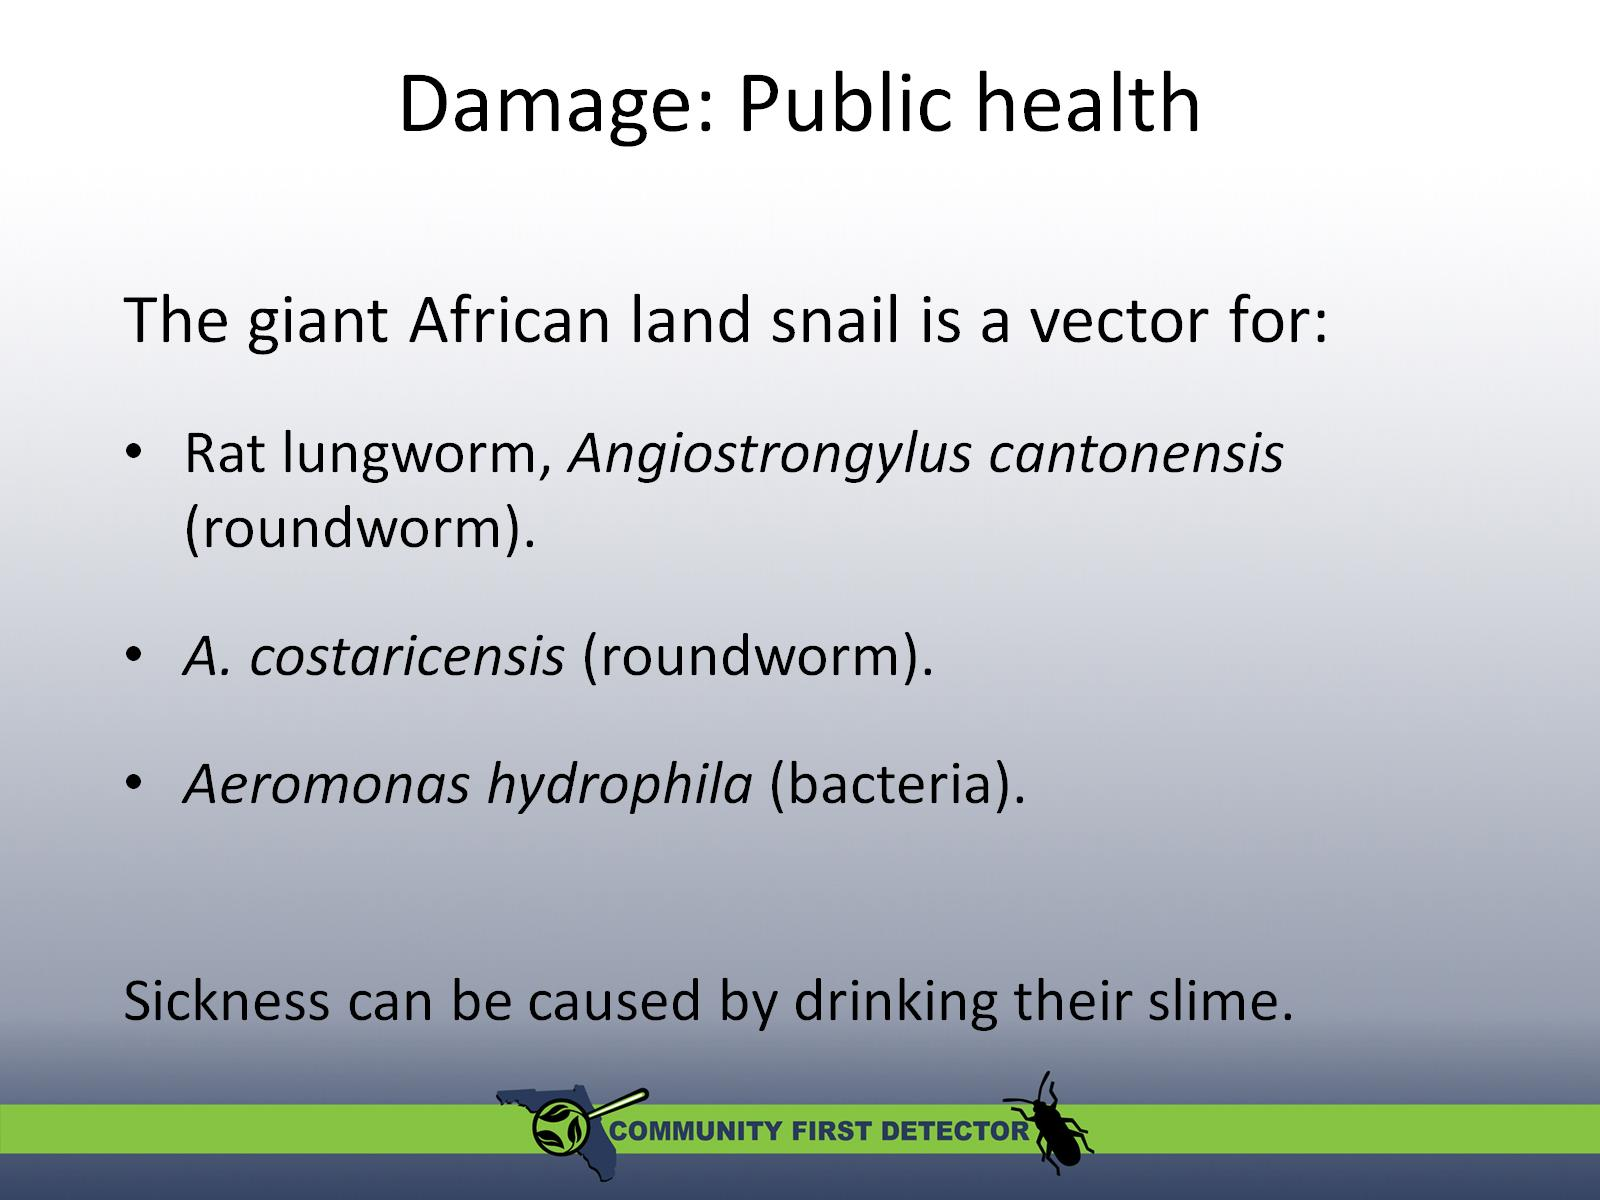 Damage: Public health
The giant African land snail is a vector for:
• Rat lungworm, Angiostrongylus cantonensis
(roundworm).
• A. costaricensis (roundworm).
• Aeromonas hydrophila (bacteria).
Sickness can be caused by drinking their slime.
COMMUNITY FIRST DETECTOR